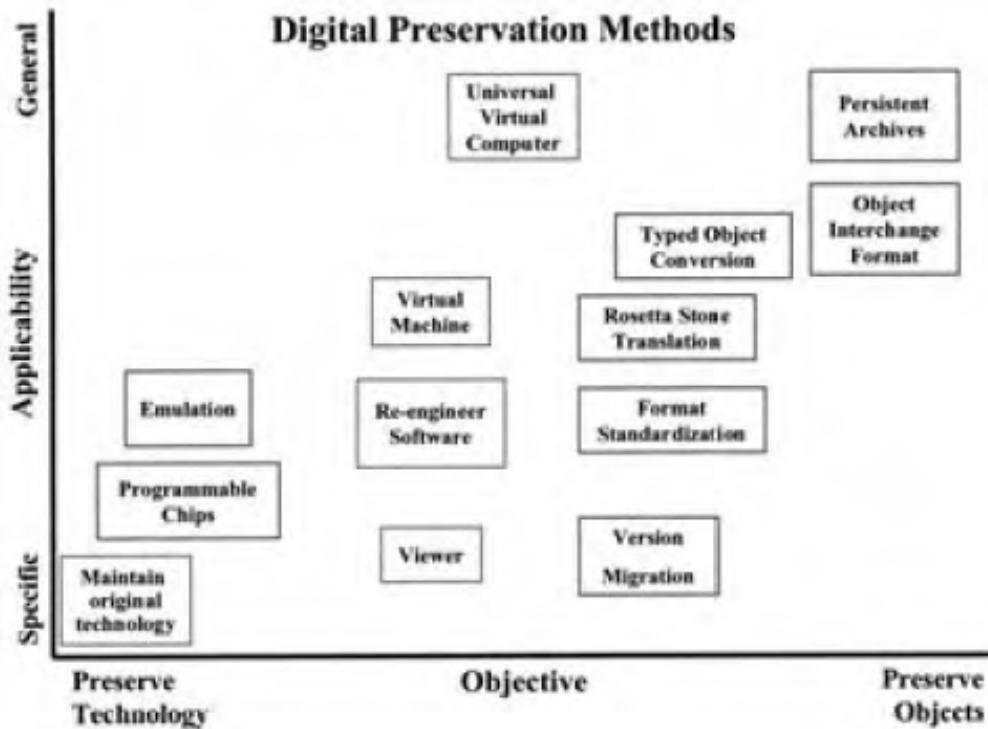 Digital Preservation Methods
General
Applicability
Specific
Universal
Virtual
Computer
Persistent
Archives
Object
Interchange
Format
Typed Object
Conversion
Virtual
Machine
Rosetta Stone
Translation
Emulation
Re-engineer
Software
Format
Standardization
Programmable
Chips
Viewer
Version
Migration
Maintain
original
technology
Preserve
Technology
Objective
Preserve
Objects